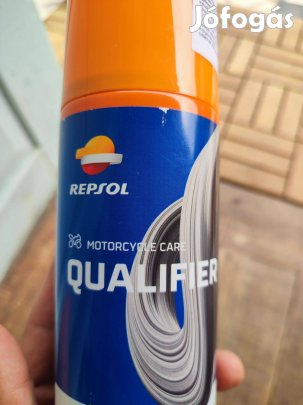 Jófogás
REPSOL
MOTORCYCLE CARE
QUALIFIER